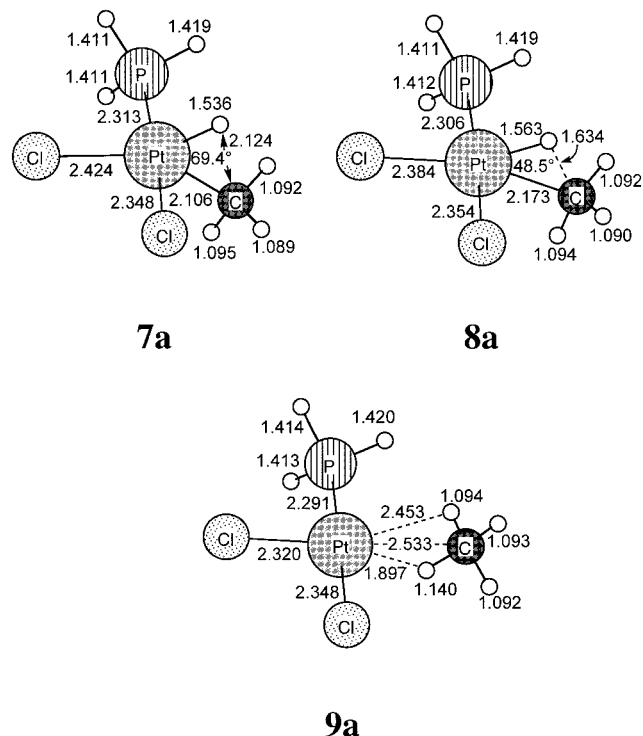 1.411 1.419
1.411 P
1.536
2.313 2.124
Cl Pt 69.4°
2.424 1.092
2.348 2.106 C
Cl
1.095 1.089
7a
1.411 1.419
1.412 P
1.563
2.306 1.634
Cl Pt 48.5°
2.384 1.092
2.354 2.173 C
Cl 1.090
1.094
8a
1.414 1.420
1.413 P
2.291 2.453 1.094
Cl Pt 2.533 C 1.093
2.320 1.897
2.348 1.140 1.092
Cl
9a